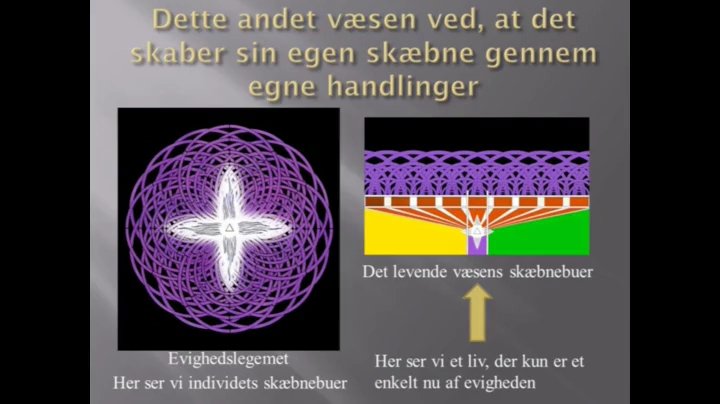 Dette andet væsen ved, at det
skaber sin egen skæbne gennem
egne handlinger
Det levende væsens skæbnebuer
Evighedslegemet
Her ser vi individets skæbnebuer
Her ser vi et liv, der kun er et
enkelt nu af evigheden